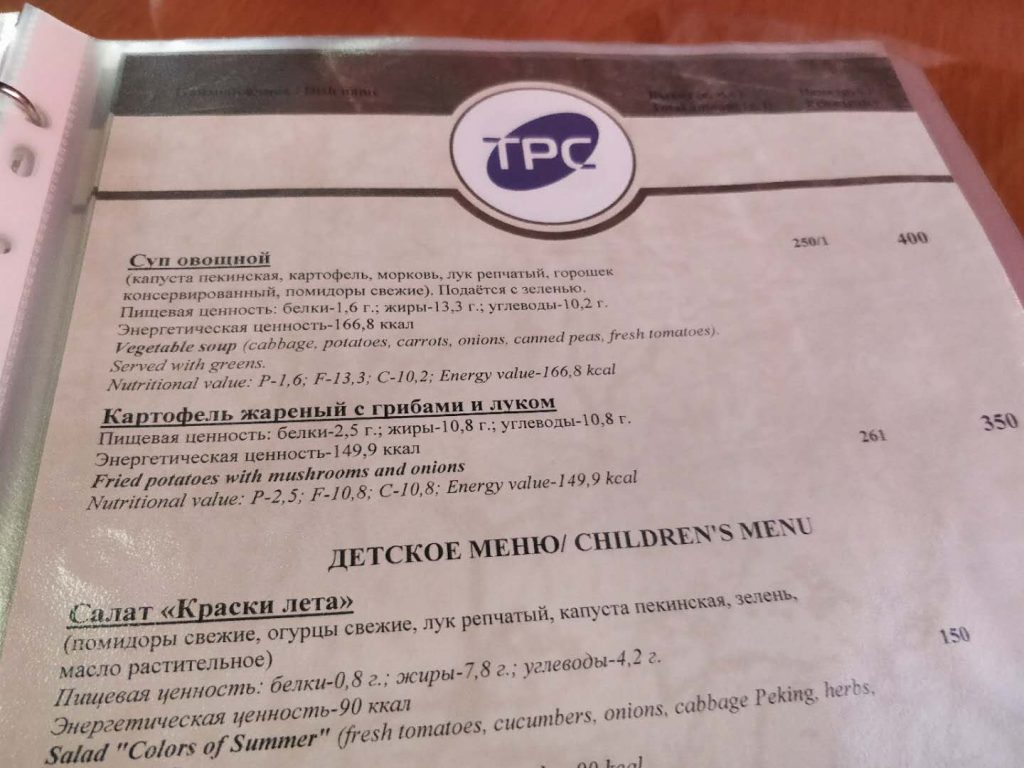 ТРС
Суп овощной 250/1 400
(капуста пекинская, картофель, морковь, лук репчатый, горошек
консервированный, помидоры свежие). Подаётся с зеленью.
Пищевая ценность: белки-1,6 г.; жиры-13,3 г.; углеводы-10,2 г.
Энергетическая ценность-166,8 ккал
Vegetable soup (cabbage, potatoes, carrots, onions, canned peas, fresh tomatoes).
Served with greens.
Nutritional value: P-1,6; F-13,3; C-10,2; Energy value-166,8 kcal
Картофель жареный с грибами и луком 350
Пищевая ценность: белки-2,5 г.; жиры-10,8 г.; углеводы-10,8 г. 261
Энергетическая ценность-149,9 ккал
Fried potatoes with mushrooms and onions
Nutritional value: P-2,5; F-10,8; C-10,8; Energy value-149,9 kcal
ДЕТСКОЕ МЕНЮ/ CHILDREN'S MENU
Салат «Краски лета»
(помидоры свежие, огурцы свежие, лук репчатый, капуста пекинская, зелень, 150
масло растительное)
Пищевая ценность: белки-0,8 г.; жиры-7,8 г.; углеводы-4,2 г.
Энергетическая ценность-90 ккал
Salad "Colors of Summer" (fresh tomatoes, cucumbers, onions, cabbage Peking, herbs,
90 kcal